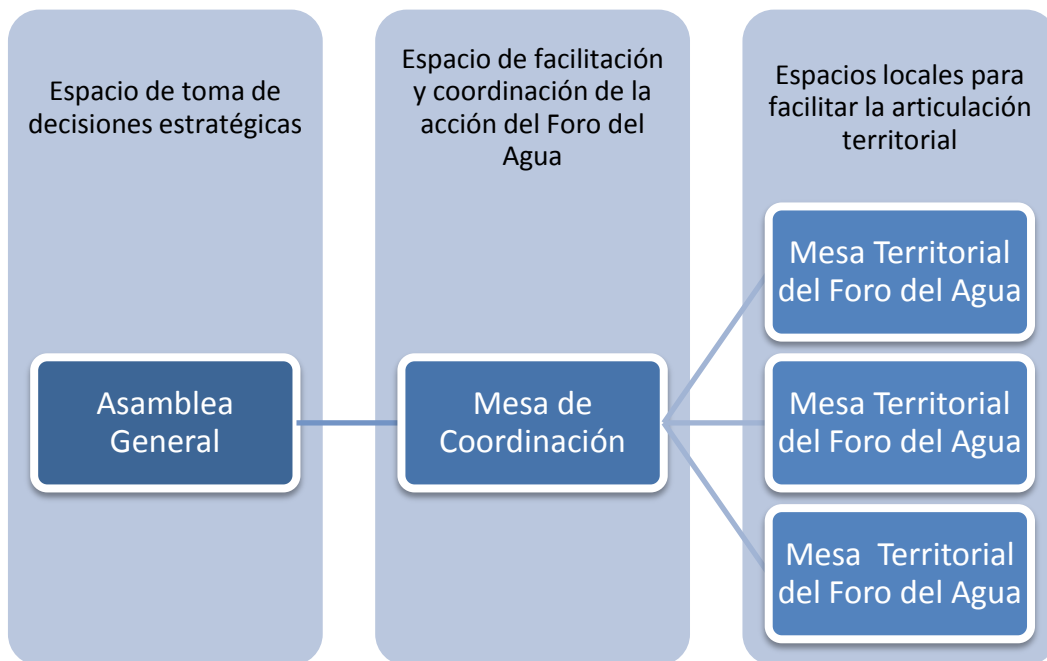 Espacio de toma de
decisiones estratégicas
Asamblea
General
Espacio de facilitación
y coordinación de la
acción del Foro del
Agua
Mesa de
Coordinación
Espacios locales para
facilitar la articulación
territorial
Mesa Territorial
del Foro del Agua
Mesa Territorial
del Foro del Agua
Mesa Territorial
del Foro del Agua